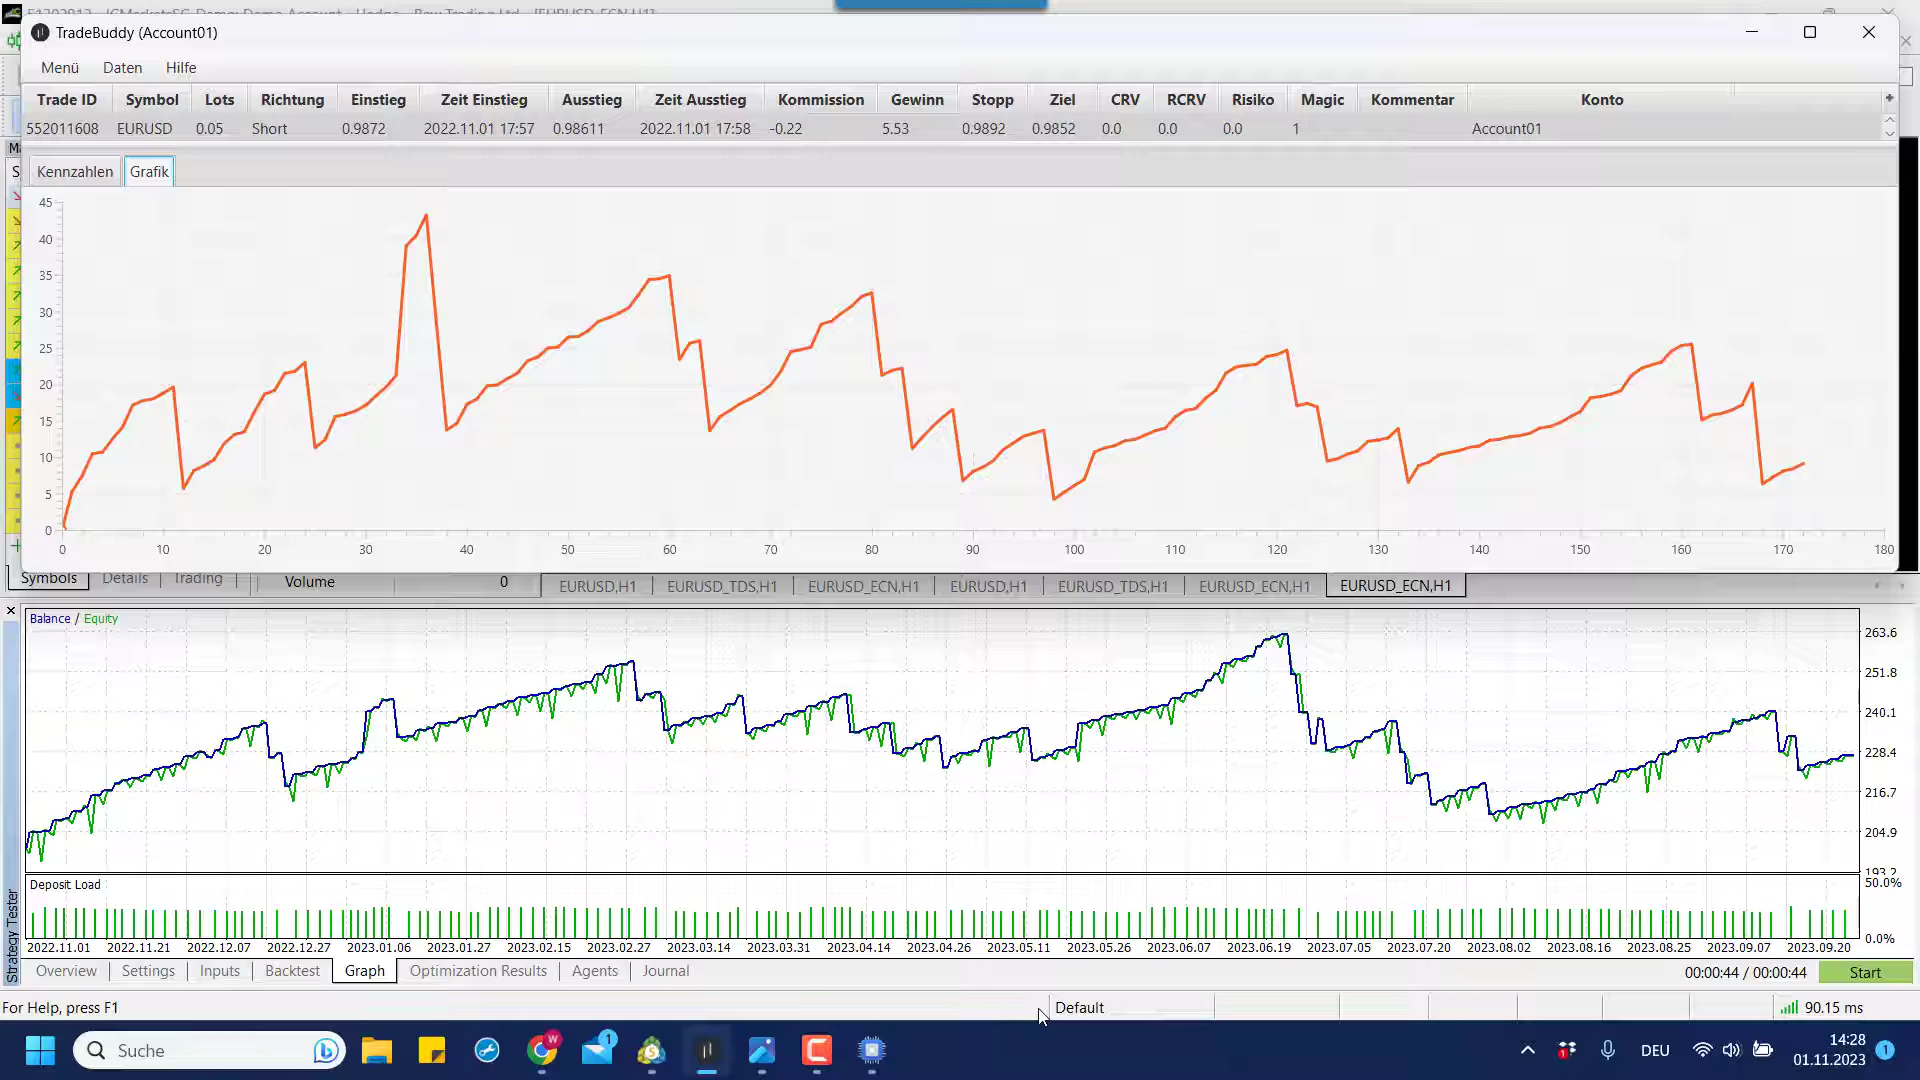 TradeBuddy (Account01)
Menü Daten Hilfe
Trade ID Symbol Lots Richtung Einstieg Zeit Einstieg Ausstieg Zeit Ausstieg Kommission Gewinn Stopp Ziel CRV RCRV Risiko Magic Kommentar Konto +
552011608 EURUSD 0.05 Short 0.9872 2022.11.01 17:57 0.98611 2022.11.01 17:58 -0.22 5.53 0.9892 0.9852 0.0 0.0 0.0 1 Account01
Kennzahlen Grafik
45
40
35
30
25
20
15
10
5
0
0 10 20 30 40 50 60 70 80 90 100 110 120 130 140 150 160 170 180
Symbols Details Trading Volume 0 EURUSD,H1 EURUSD_TDS,H1 EURUSD_ECN,H1 EURUSD,H1 EURUSD_TDS,H1 EURUSD_ECN,H1 EURUSD_ECN,H1
Balance / Equity
263.6
251.8
240.1
228.4
216.7
204.9
193.2
Deposit Load
50.0%
0.0%
2022.11.01 2022.11.21 2022.12.07 2022.12.27 2023.01.06 2023.01.27 2023.02.15 2023.02.27 2023.03.14 2023.03.31 2023.04.14 2023.04.26 2023.05.11 2023.05.26 2023.06.07 2023.06.19 2023.07.05 2023.07.20 2023.08.02 2023.08.16 2023.08.25 2023.09.07 2023.09.20
Strategy Tester
Overview Settings Inputs Backtest Graph Optimization Results Agents Journal 00:00:44 / 00:00:44 Start
For Help, press F1 Default 90.15 ms
Suche W 1 DEU 14:28
01.11.2023 1